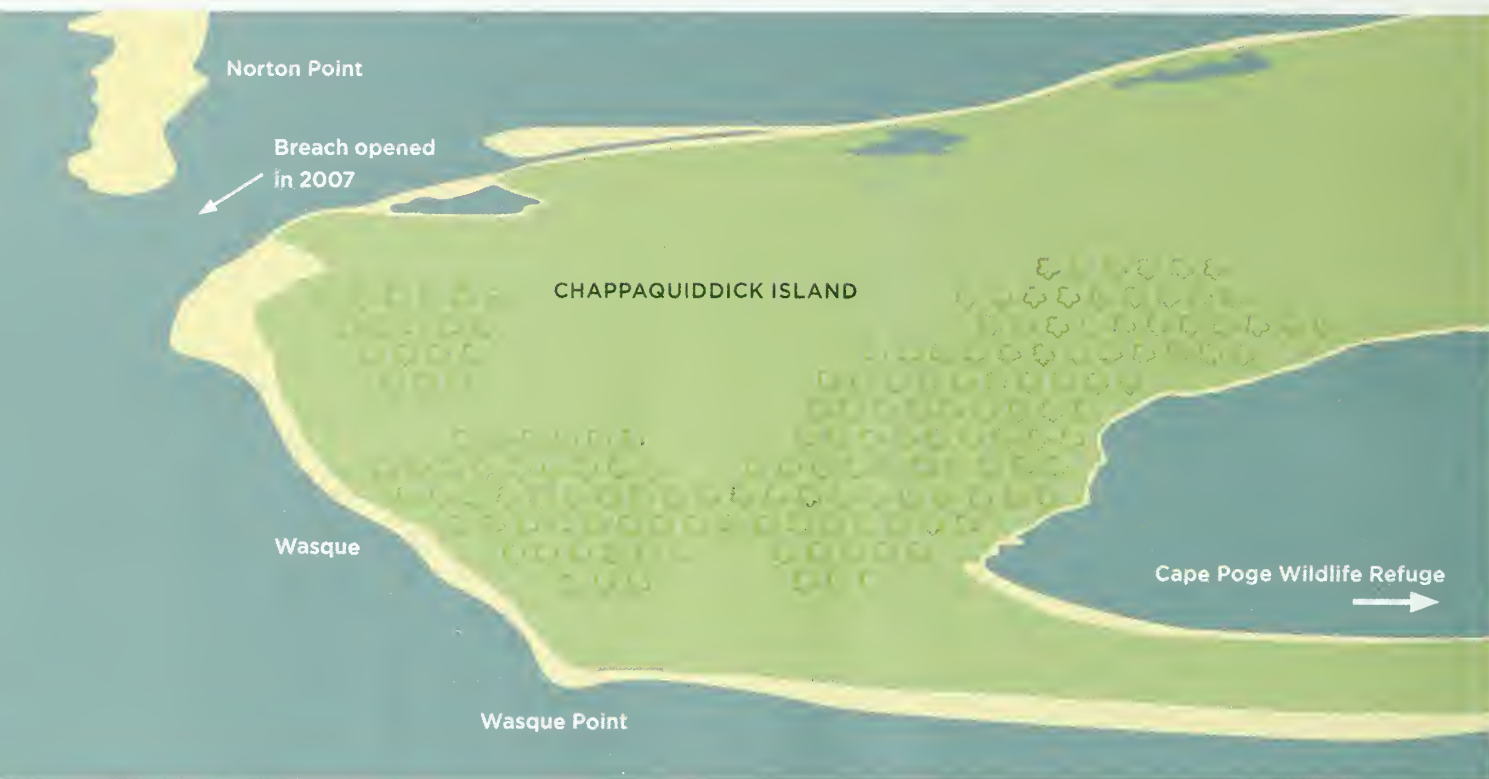 Norton Point
Breach opened
in 2007
CHAPPAQUIDDICK ISLAND
Wasque
Cape Poge Wildlife Refuge
Wasque Point